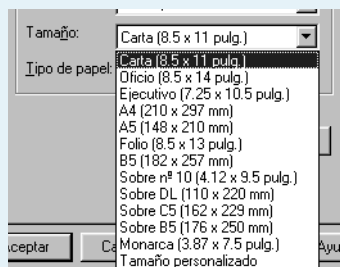 Tamaño: Carta (8.5 x 11 pulg.)
Tipo de papel:
Carta (8.5 x 11 pulg.)
Oficio (8.5 x 14 pulg.)
Ejecutivo (7.25 x 10.5 pulg.)
A4 (210 x 297 mm)
A5 (148 x 210 mm)
Folio (8.5 x 13 pulg.)
B5 (182 x 257 mm)
Sobre nº 10 (4.12 x 9.5 pulg.)
Sobre DL (110 x 220 mm)
Sobre C5 (162 x 229 mm)
Sobre B5 (176 x 250 mm)
Monarca (3.87 x 7.5 pulg.)
Tamaño personalizado
ceptar Ca Ayu